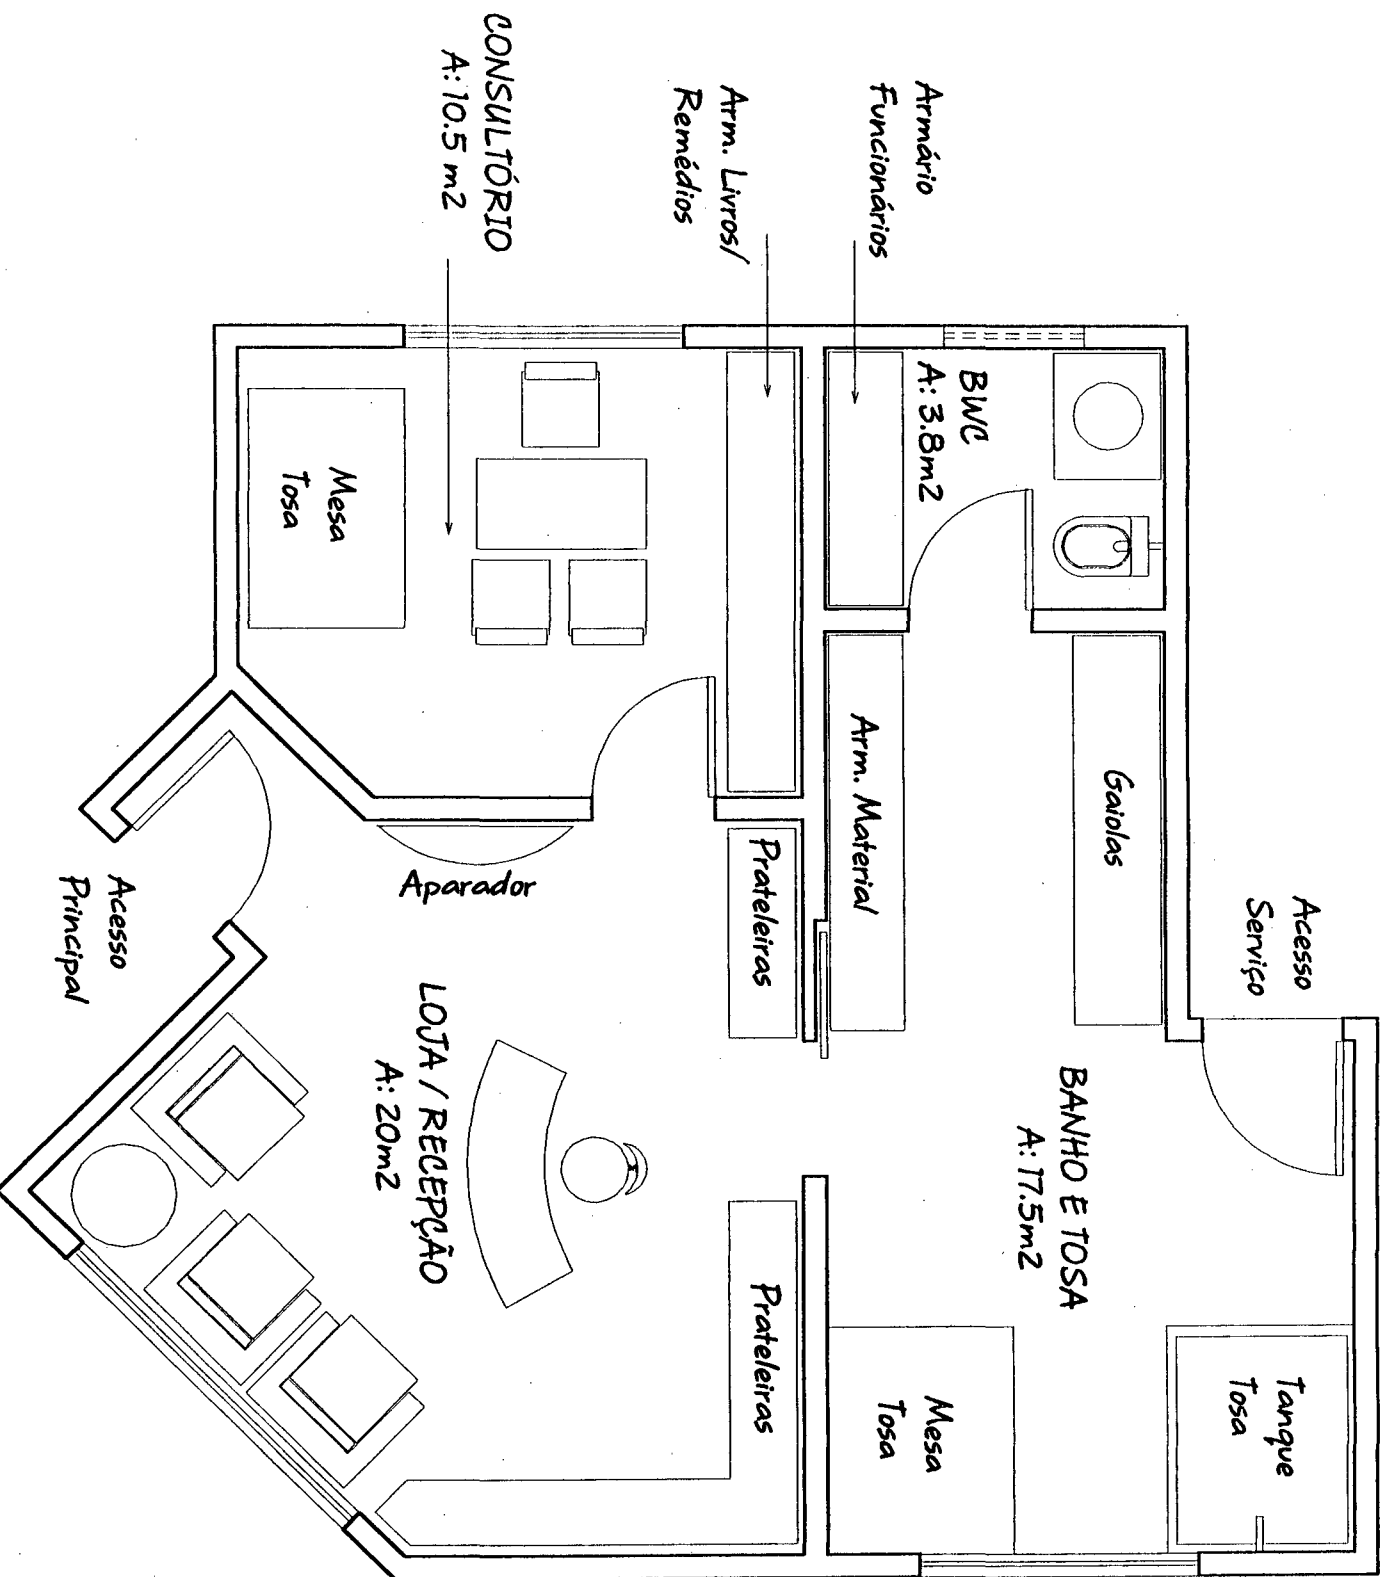 Acesso
Serviço
Tanque
Tosa
Gaiolas
BANHO E TOSA
A: 17.5m2
BWC
A: 3.8m2
Armário
Funcionários
Arm. Material
Mesa
Tosa
Arm. Livros/
Remédios
Prateleiras
Prateleiras
CONSULTÓRIO
A: 10.5 m2
Mesa
Tosa
Aparador
LOJA / RECEPÇÃO
A: 20m2
Acesso
Principal